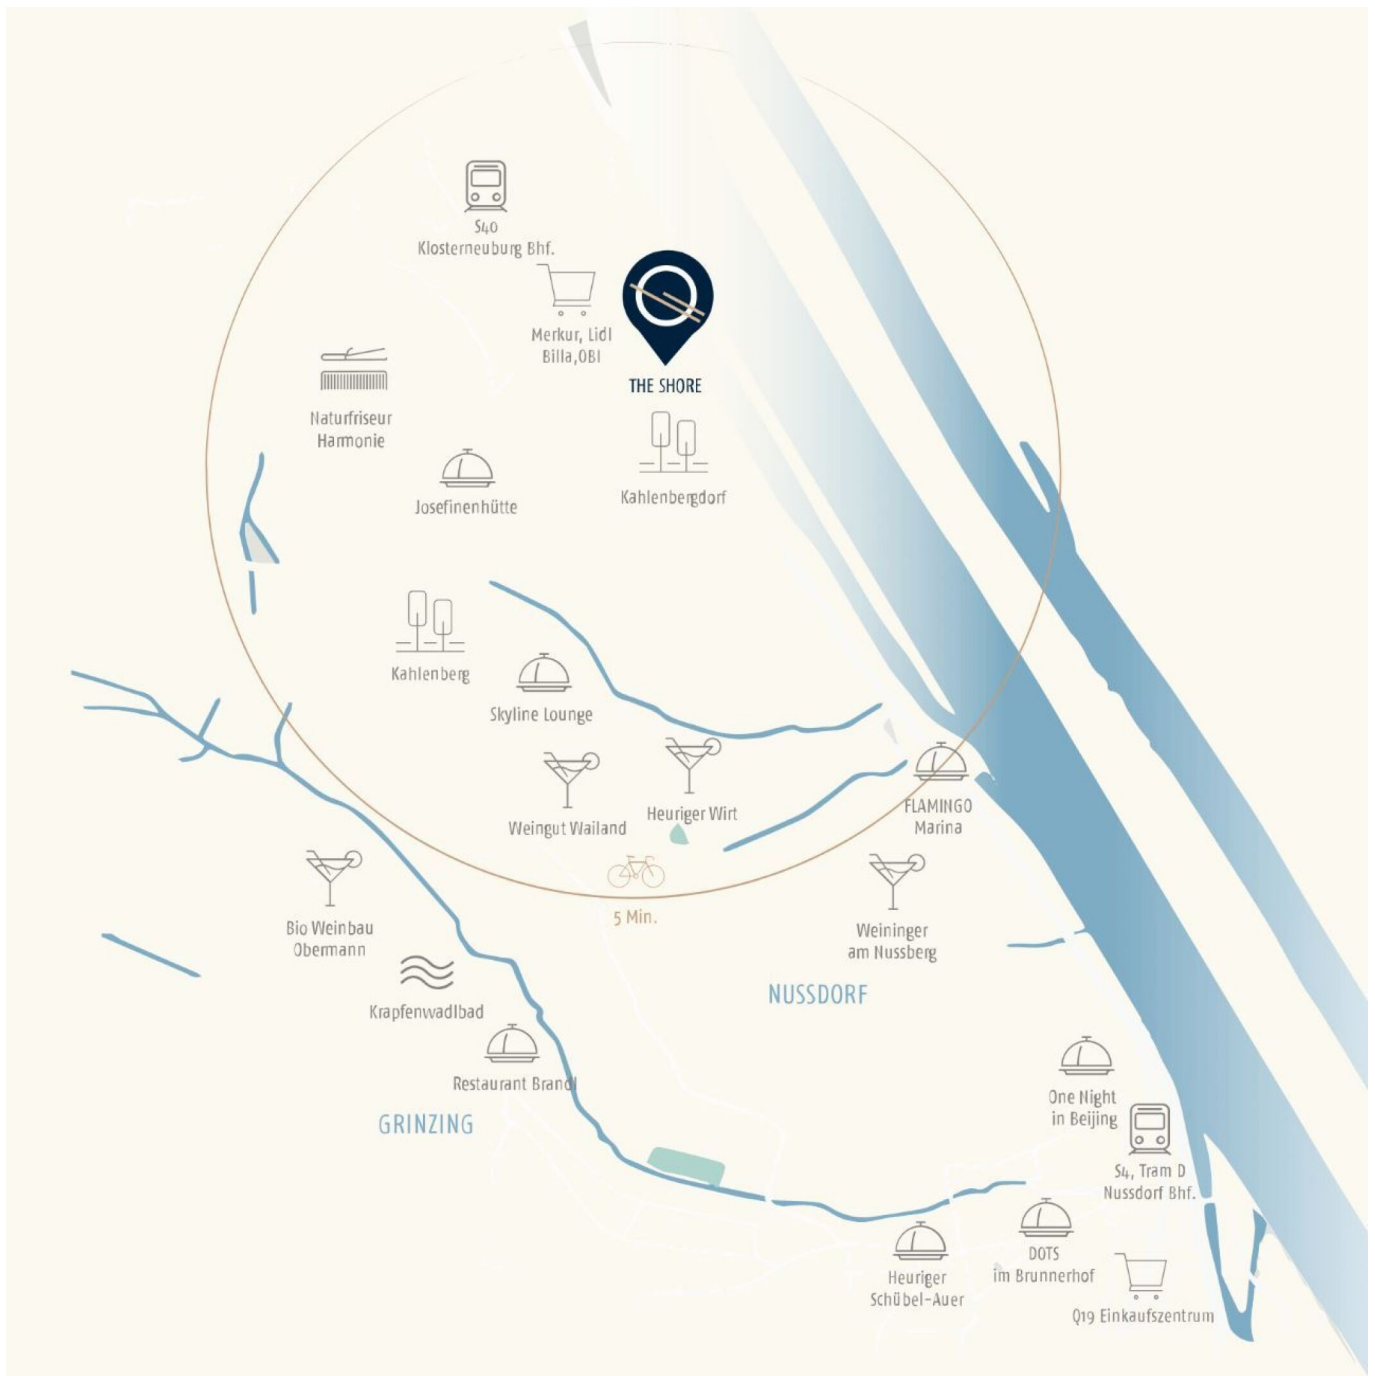 S40
Klosterneuburg Bhf.
Merkur, Lidl
Billa,OBI
THE SHORE
Naturfriseur
Harmonie
Josefinenhütte
Kahlenbergdorf
Kahlenberg
Skyline Lounge
Weingut Wailand
Heuriger Wirt
FLAMINGO
Marina
5 Min.
Bio Weinbau
Obermann
Weininger
am Nussberg
Krapfenwadlbad
NUSSDORF
Restaurant Brandl
GRINZING
One Night
in Beijing
S4, Tram D
Nussdorf Bhf.
DOTS
im Brunnerhof
Heuriger
Schübel-Auer
Q19 Einkaufszentrum